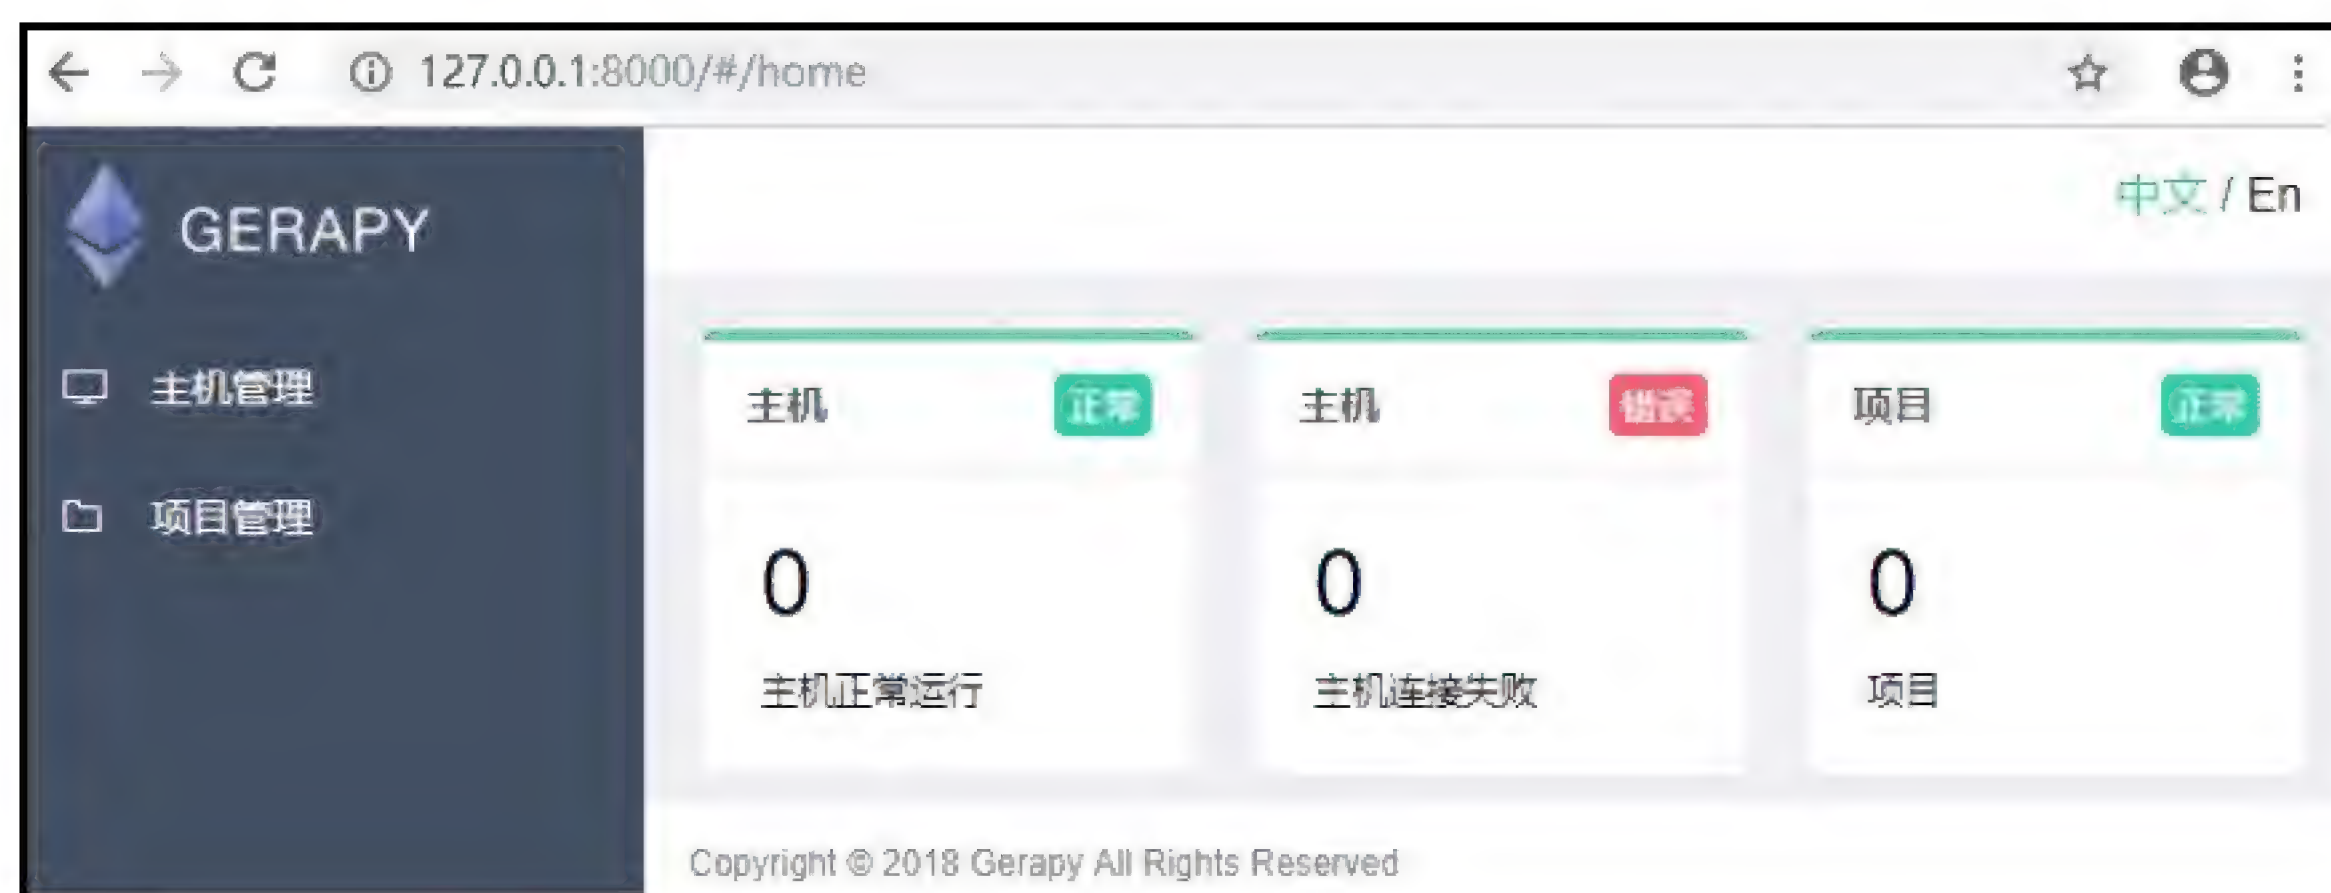 127.0.0.1:8000/#/home
中文 / En
GERAPY
主机管理
项目管理
主机 正常
主机 错误
项目 正常
0
主机正常运行
0
主机连接失败
0
项目
Copyright © 2018 Gerapy All Rights Reserved